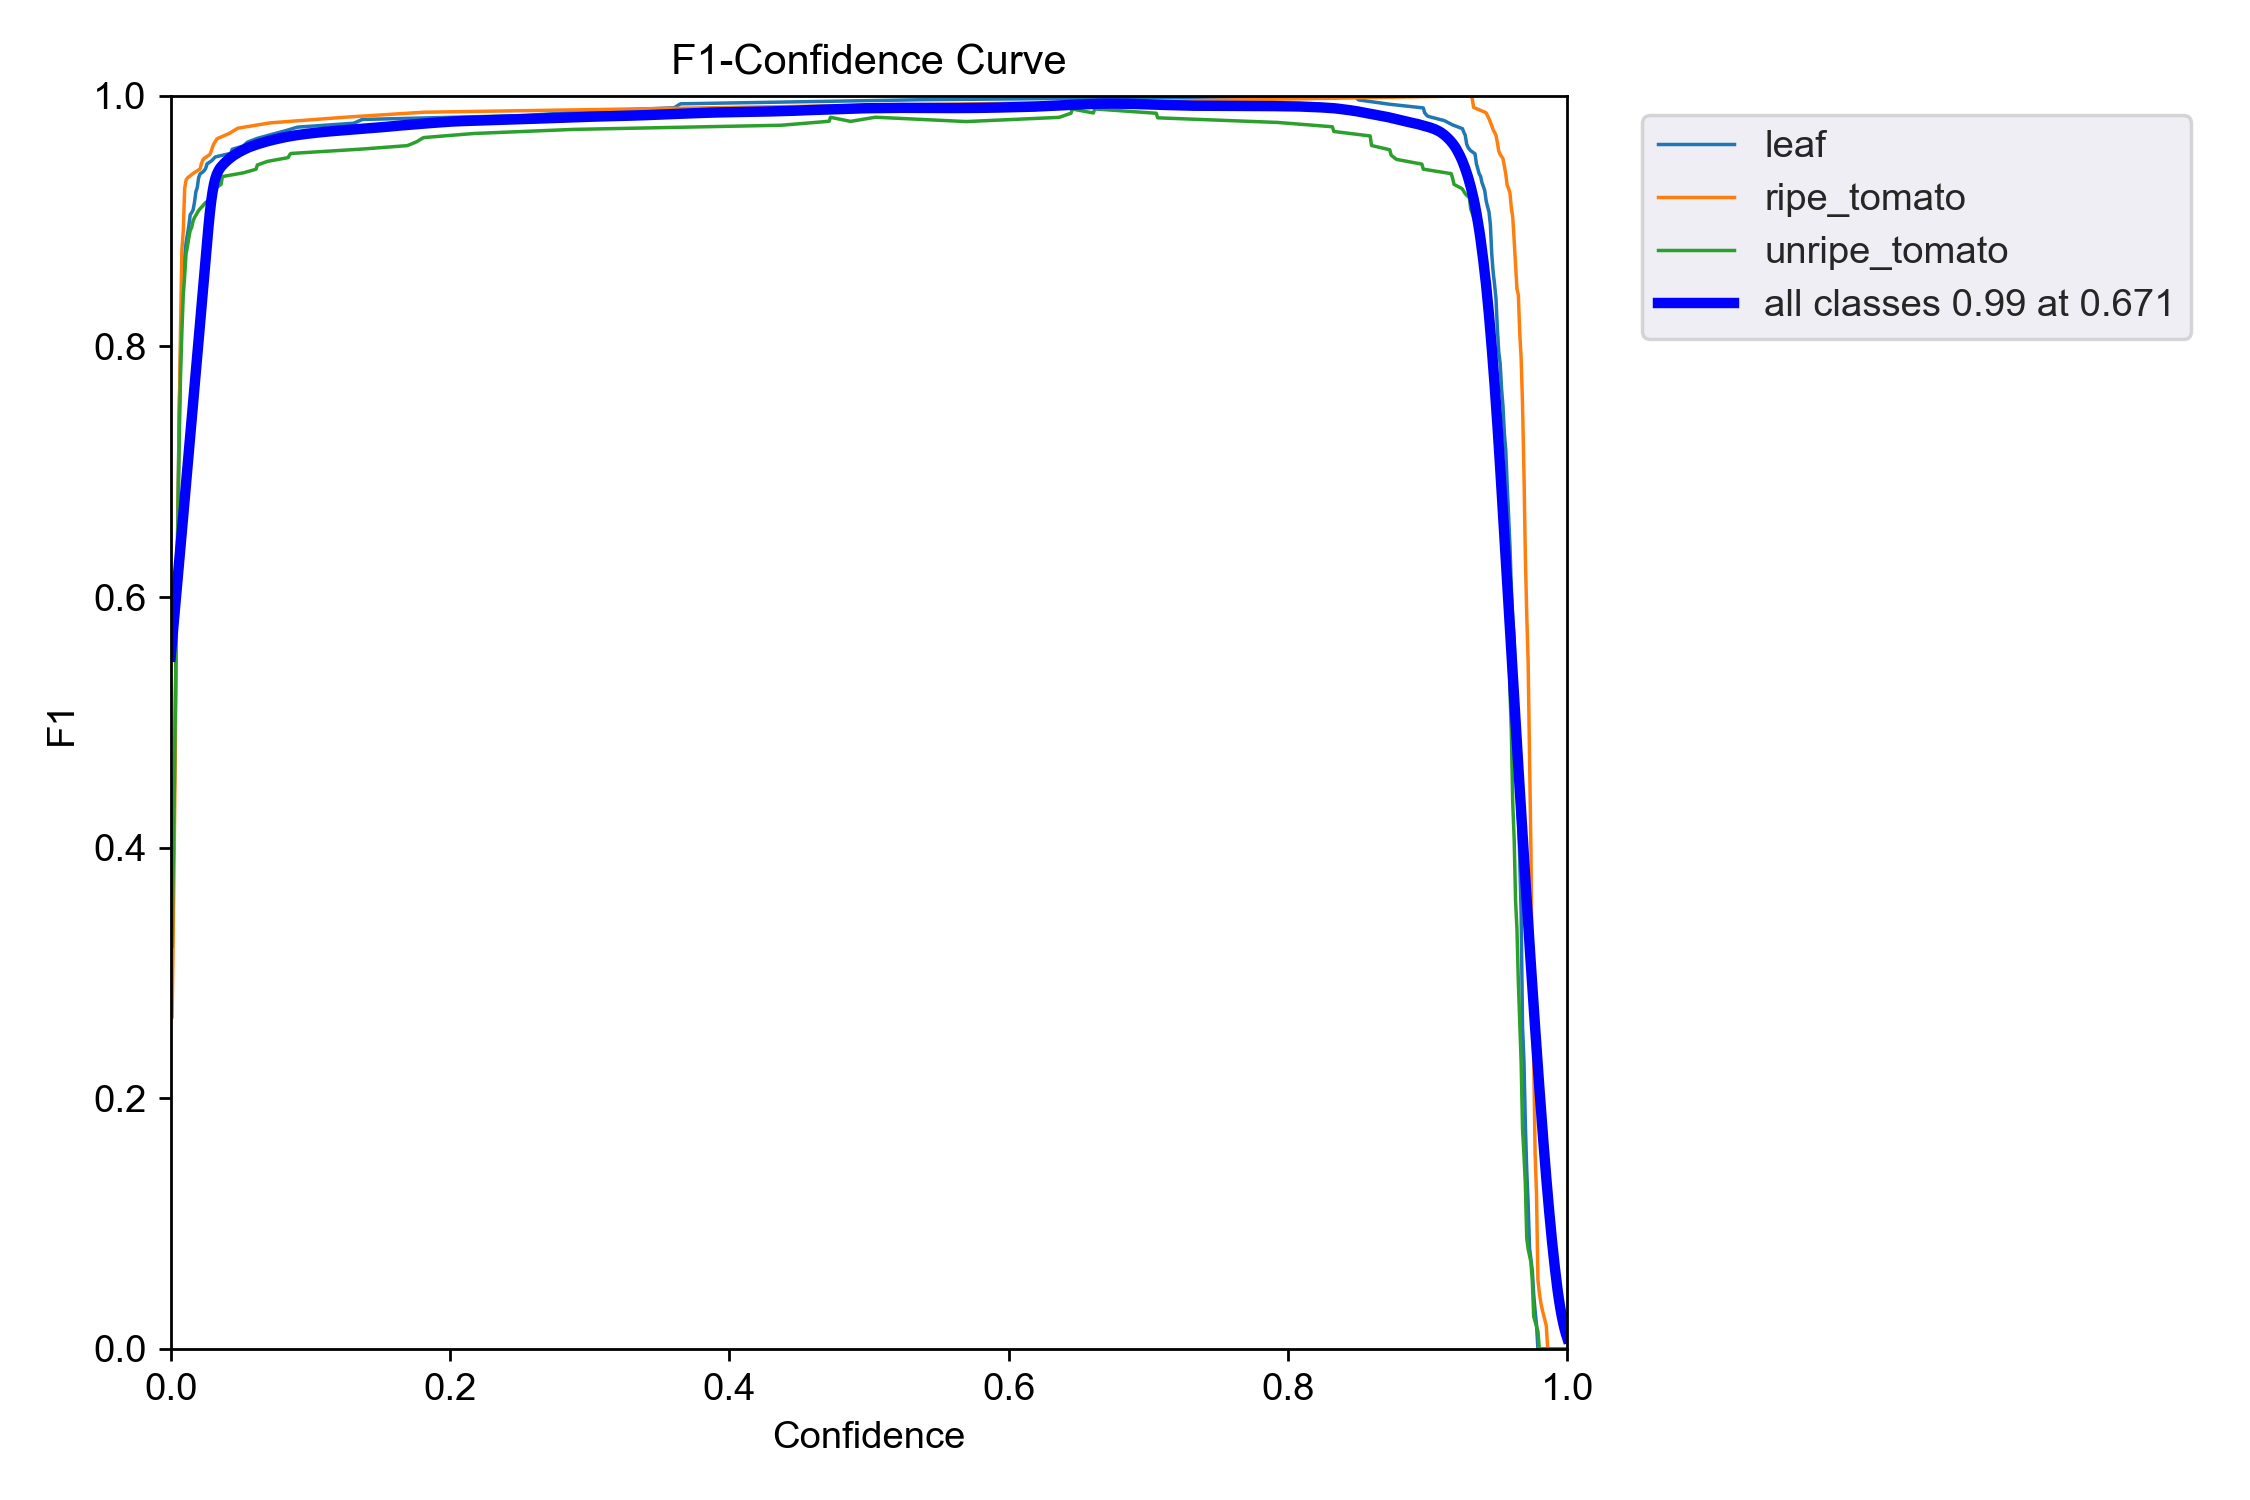 F1-Confidence Curve
1.0
0.8
0.6
0.4
0.2
0.0
F1
0.0 0.2 0.4 0.6 0.8 1.0
Confidence
leaf
ripe_tomato
unripe_tomato
all classes 0.99 at 0.671